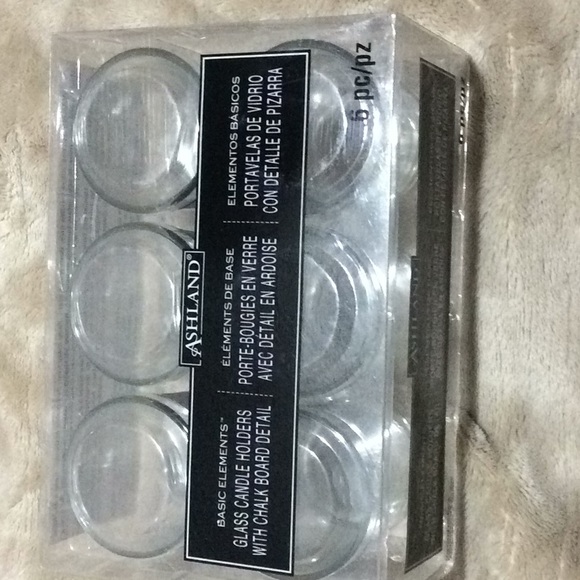 ASHLAND®
BASIC ELEMENTS™
GLASS CANDLE HOLDERS
WITH CHALK BOARD DETAIL
ÉLÉMENTS DE BASE
PORTE-BOUGIES EN VERRE
AVEC DÉTAIL EN ARDOISE
ELEMENTOS BÁSICOS
PORTAVELAS DE VIDRIO
CON DETALLE DE PIZARRA
6 pc/pz
ASHLAND